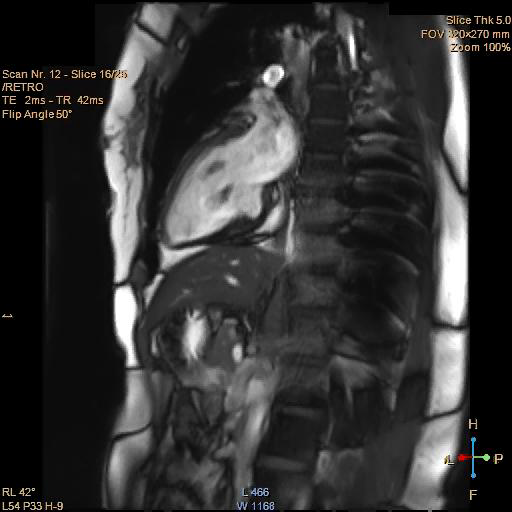 Slice Thk 5.0
FOV 320x270 mm
Zoom 100%
Scan Nr. 12 - Slice 16/25
/RETRO
TE 2ms - TR 42ms
Flip Angle 50°
1
H
L P
F
RL 42°
L54 P33 H-9
L 466
W 1168